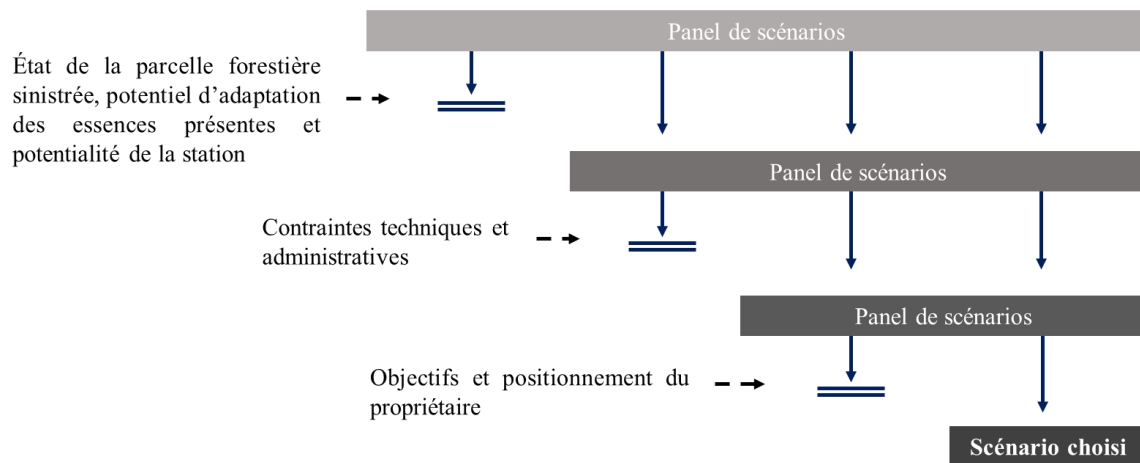 Panel de scénarios
État de la parcelle forestière
sinistrée, potentiel d’adaptation
des essences présentes et
potentialité de la station
Panel de scénarios
Contraintes techniques et
administratives
Panel de scénarios
Objectifs et positionnement du
propriétaire
Scénario choisi